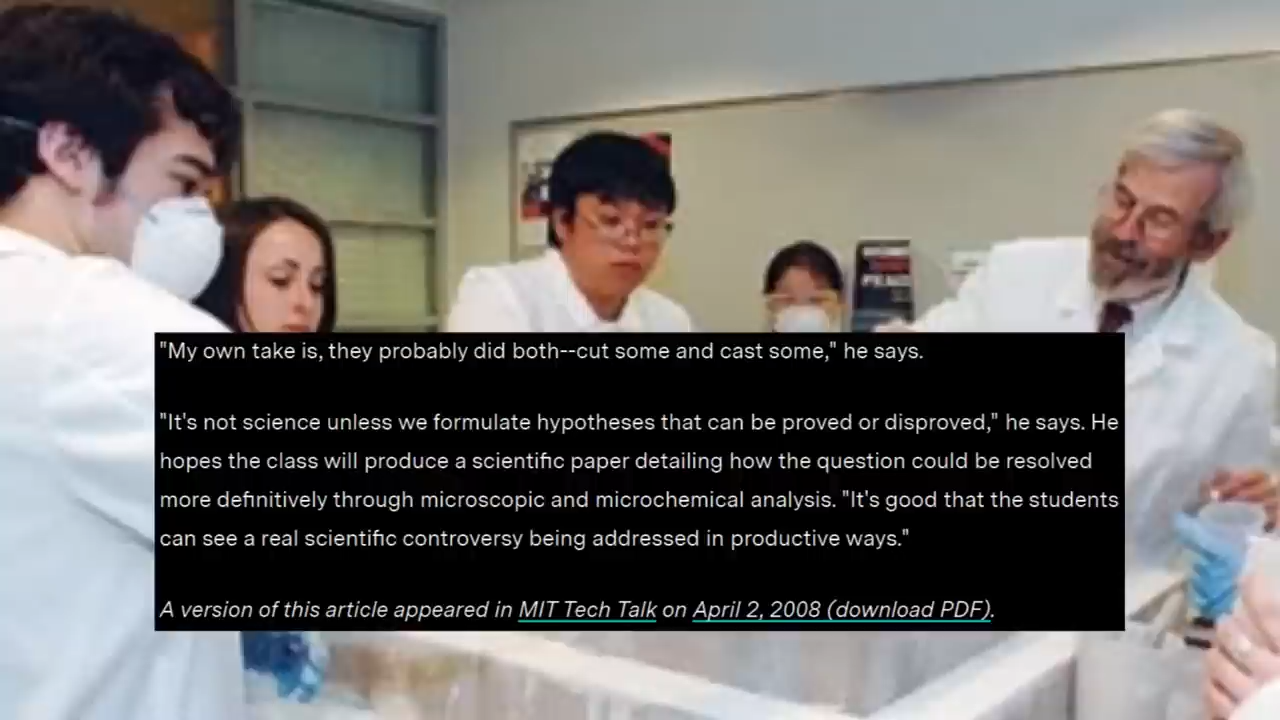 "My own take is, they probably did both--cut some and cast some," he says.
"It's not science unless we formulate hypotheses that can be proved or disproved," he says. He
hopes the class will produce a scientific paper detailing how the question could be resolved
more definitively through microscopic and microchemical analysis. "It's good that the students
can see a real scientific controversy being addressed in productive ways."
A version of this article appeared in MIT Tech Talk on April 2, 2008 (download PDF).